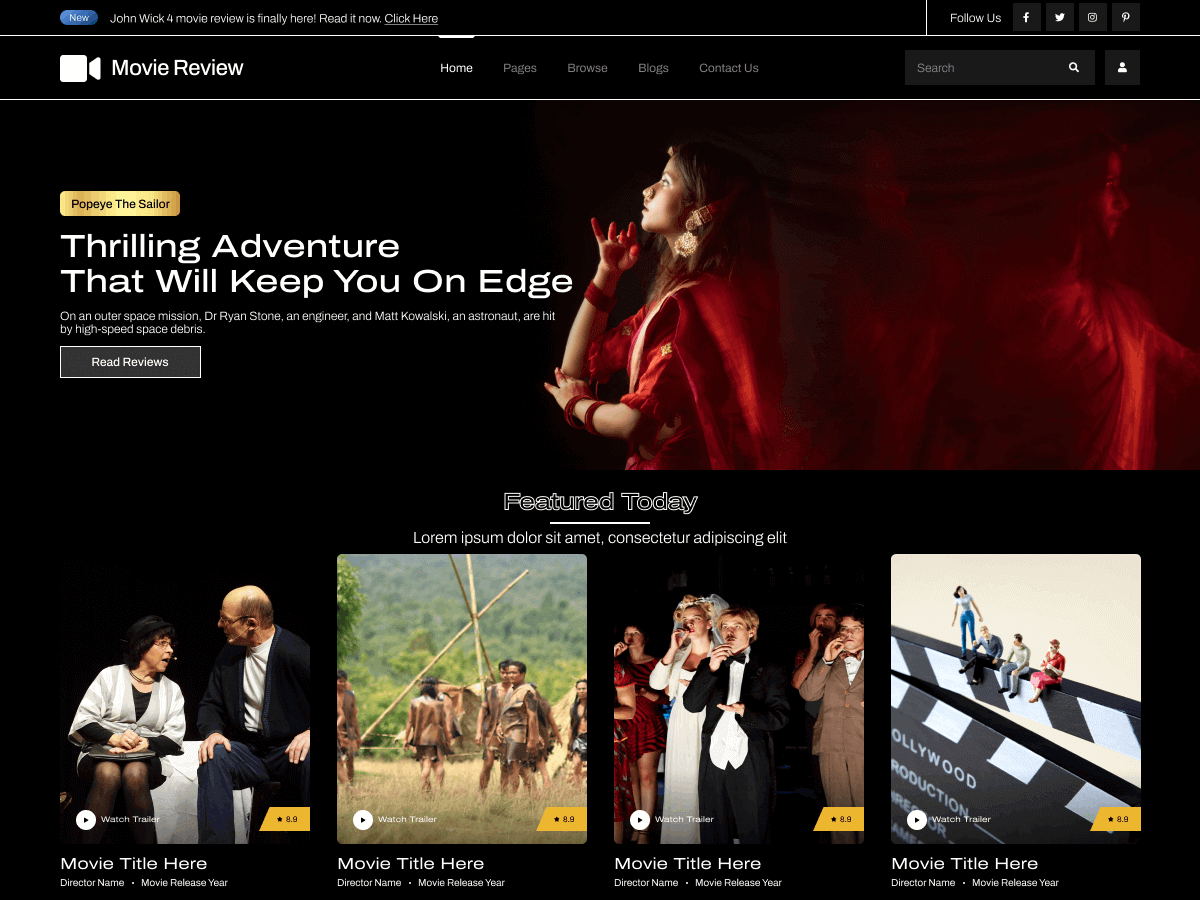 New
John Wick 4 movie review is finally here! Read it now. Click Here
Follow Us
Movie Review
Home
Pages
Browse
Blogs
Contact Us
Search
Popeye The Sailor
Thrilling Adventure
That Will Keep You On Edge
On an outer space mission, Dr Ryan Stone, an engineer, and Matt Kowalski, an astronaut, are hit
by high-speed space debris.
Read Reviews
Featured Today
Lorem ipsum dolor sit amet, consectetur adipiscing elit
Watch Trailer
8.9
Movie Title Here
Director Name • Movie Release Year
Watch Trailer
8.9
Movie Title Here
Director Name • Movie Release Year
Watch Trailer
8.9
Movie Title Here
Director Name • Movie Release Year
OLLYWOOD
RODUCTION
Watch Trailer
8.9
Movie Title Here
Director Name • Movie Release Year